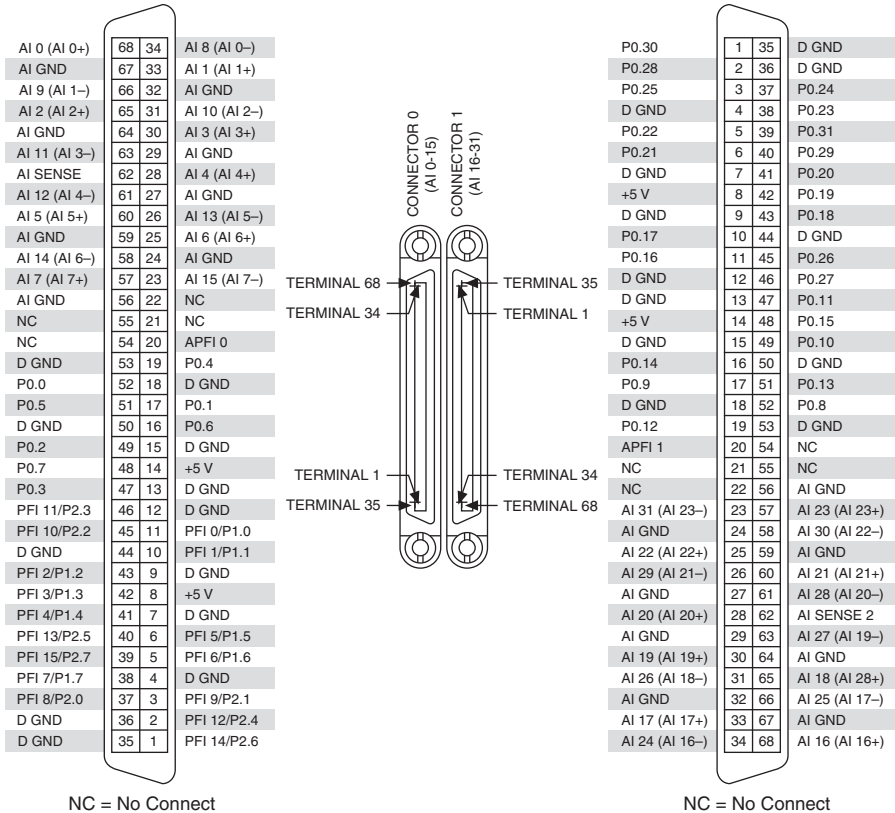 AI 0 (AI 0+) 68 34 AI 8 (AI 0–)
AI GND 67 33 AI 1 (AI 1+)
AI 9 (AI 1–) 66 32 AI GND
AI 2 (AI 2+) 65 31 AI 10 (AI 2–)
AI GND 64 30 AI 3 (AI 3+)
AI 11 (AI 3–) 63 29 AI GND
AI SENSE 62 28 AI 4 (AI 4+)
AI 12 (AI 4–) 61 27 AI GND
AI 5 (AI 5+) 60 26 AI 13 (AI 5–)
AI GND 59 25 AI 6 (AI 6+)
AI 14 (AI 6–) 58 24 AI GND
AI 7 (AI 7+) 57 23 AI 15 (AI 7–)
AI GND 56 22 NC
NC 55 21 NC
NC 54 20 APFI 0
D GND 53 19 P0.4
P0.0 52 18 D GND
P0.5 51 17 P0.1
D GND 50 16 P0.6
P0.2 49 15 D GND
P0.7 48 14 +5 V
P0.3 47 13 D GND
PFI 11/P2.3 46 12 D GND
PFI 10/P2.2 45 11 PFI 0/P1.0
D GND 44 10 PFI 1/P1.1
PFI 2/P1.2 43 9 D GND
PFI 3/P1.3 42 8 +5 V
PFI 4/P1.4 41 7 D GND
PFI 13/P2.5 40 6 PFI 5/P1.5
PFI 15/P2.7 39 5 PFI 6/P1.6
PFI 7/P1.7 38 4 D GND
PFI 8/P2.0 37 3 PFI 9/P2.1
D GND 36 2 PFI 12/P2.4
D GND 35 1 PFI 14/P2.6
NC = No Connect
CONNECTOR 0
(AI 0-15)
CONNECTOR 1
(AI 16-31)
TERMINAL 68
TERMINAL 34
TERMINAL 35
TERMINAL 1
TERMINAL 1
TERMINAL 35
TERMINAL 34
TERMINAL 68
P0.30 1 35 D GND
P0.28 2 36 D GND
P0.25 3 37 P0.24
D GND 4 38 P0.23
P0.22 5 39 P0.31
P0.21 6 40 P0.29
D GND 7 41 P0.20
+5 V 8 42 P0.19
D GND 9 43 P0.18
P0.17 10 44 D GND
P0.16 11 45 P0.26
D GND 12 46 P0.27
D GND 13 47 P0.11
+5 V 14 48 P0.15
D GND 15 49 P0.10
P0.14 16 50 D GND
P0.9 17 51 P0.13
D GND 18 52 P0.8
P0.12 19 53 D GND
APFI 1 20 54 NC
NC 21 55 NC
NC 22 56 AI GND
AI 31 (AI 23–) 23 57 AI 23 (AI 23+)
AI GND 24 58 AI 30 (AI 22–)
AI 22 (AI 22+) 25 59 AI GND
AI 29 (AI 21–) 26 60 AI 21 (AI 21+)
AI GND 27 61 AI 28 (AI 20–)
AI 20 (AI 20+) 28 62 AI SENSE 2
AI GND 29 63 AI 27 (AI 19–)
AI 19 (AI 19+) 30 64 AI GND
AI 26 (AI 18–) 31 65 AI 18 (AI 28+)
AI GND 32 66 AI 25 (AI 17–)
AI 17 (AI 17+) 33 67 AI GND
AI 24 (AI 16–) 34 68 AI 16 (AI 16+)
NC = No Connect